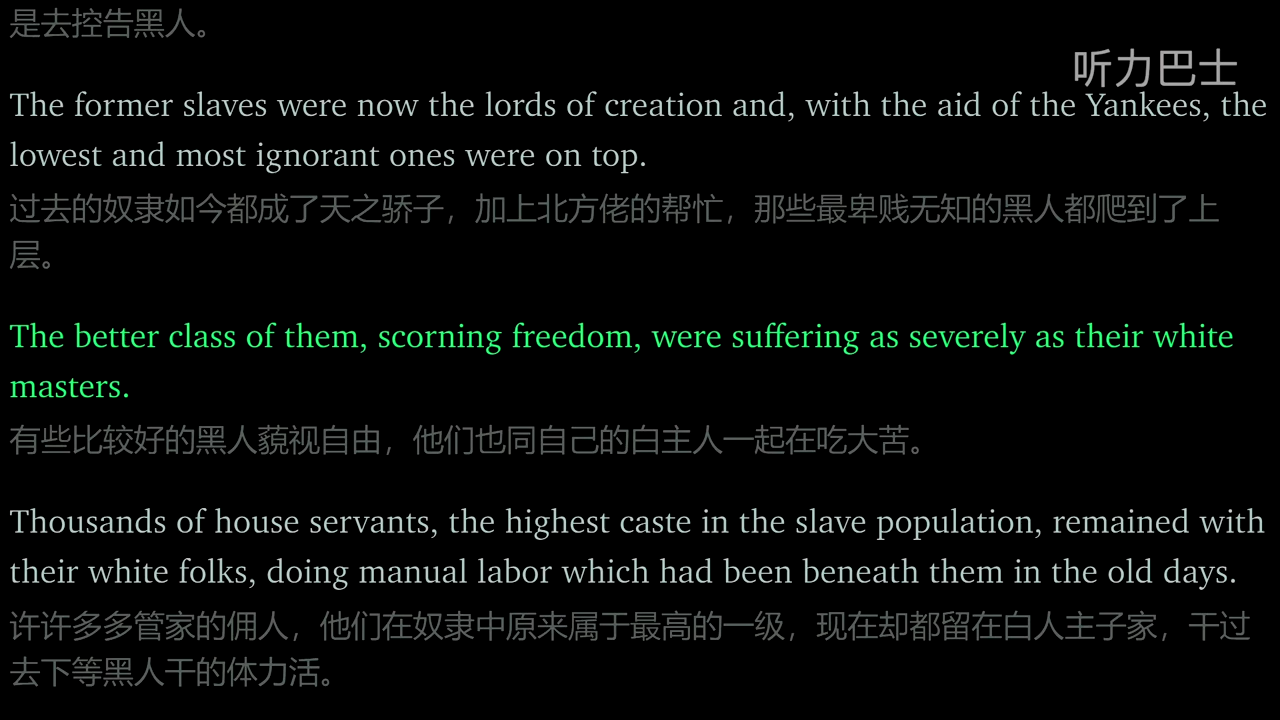 是去控告黑人。
听力巴士
The former slaves were now the lords of creation and, with the aid of the Yankees, the
lowest and most ignorant ones were on top.
过去的奴隶如今都成了天之骄子，加上北方佬的帮忙，那些最卑贱无知的黑人都爬到了上
层。
The better class of them, scorning freedom, were suffering as severely as their white
masters.
有些比较好的黑人藐视自由，他们也同自己的白主人一起在吃大苦。
Thousands of house servants, the highest caste in the slave population, remained with
their white folks, doing manual labor which had been beneath them in the old days.
许许多多管家的佣人，他们在奴隶中原来属于最高的一级，现在却都留在白人主子家，干过
去下等黑人干的体力活。